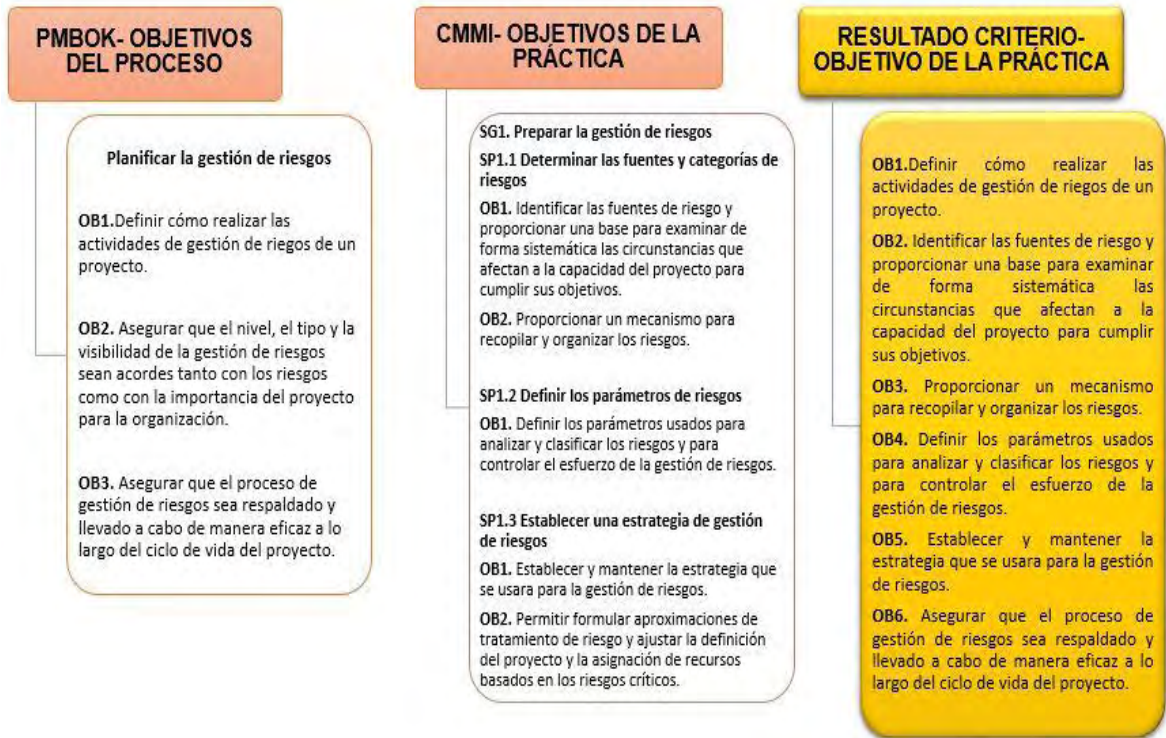 PMBOK- OBJETIVOS
DEL PROCESO
Planificar la gestión de riesgos
OB1.Definir cómo realizar las
actividades de gestión de riegos de un
proyecto.
OB2. Asegurar que el nivel, el tipo y la
visibilidad de la gestión de riesgos
sean acordes tanto con los riesgos
como con la importancia del proyecto
para la organización.
OB3. Asegurar que el proceso de
gestión de riesgos sea respaldado y
llevado a cabo de manera eficaz a lo
largo del ciclo de vida del proyecto.
CMMI- OBJETIVOS DE LA
PRÁCTICA
SG1. Preparar la gestión de riesgos
SP1.1 Determinar las fuentes y categorías de
riesgos
OB1. Identificar las fuentes de riesgo y
proporcionar una base para examinar de
forma sistemática las circunstancias que
afectan a la capacidad del proyecto para
cumplir sus objetivos.
OB2. Proporcionar un mecanismo para
recopilar y organizar los riesgos.
SP1.2 Definir los parámetros de riesgos
OB1. Definir los parámetros usados para
analizar y clasificar los riesgos y para
controlar el esfuerzo de la gestión de riesgos.
SP1.3 Establecer una estrategia de gestión
de riesgos
OB1. Establecer y mantener la estrategia que
se usara para la gestión de riesgos.
OB2. Permitir formular aproximaciones de
tratamiento de riesgo y ajustar la definición
del proyecto y la asignación de recursos
basados en los riesgos críticos.
RESULTADO CRITERIO-
OBJETIVO DE LA PRÁCTICA
OB1.Definir cómo realizar las
actividades de gestión de riegos de un
proyecto.
OB2. Identificar las fuentes de riesgo y
proporcionar una base para examinar
de forma sistemática las
circunstancias que afectan a la
capacidad del proyecto para cumplir
sus objetivos.
OB3. Proporcionar un mecanismo
para recopilar y organizar los riesgos.
OB4. Definir los parámetros usados
para analizar y clasificar los riesgos y
para controlar el esfuerzo de la
gestión de riesgos.
OB5. Establecer y mantener la
estrategia que se usara para la gestión
de riesgos.
OB6. Asegurar que el proceso de
gestión de riesgos sea respaldado y
llevado a cabo de manera eficaz a lo
largo del ciclo de vida del proyecto.